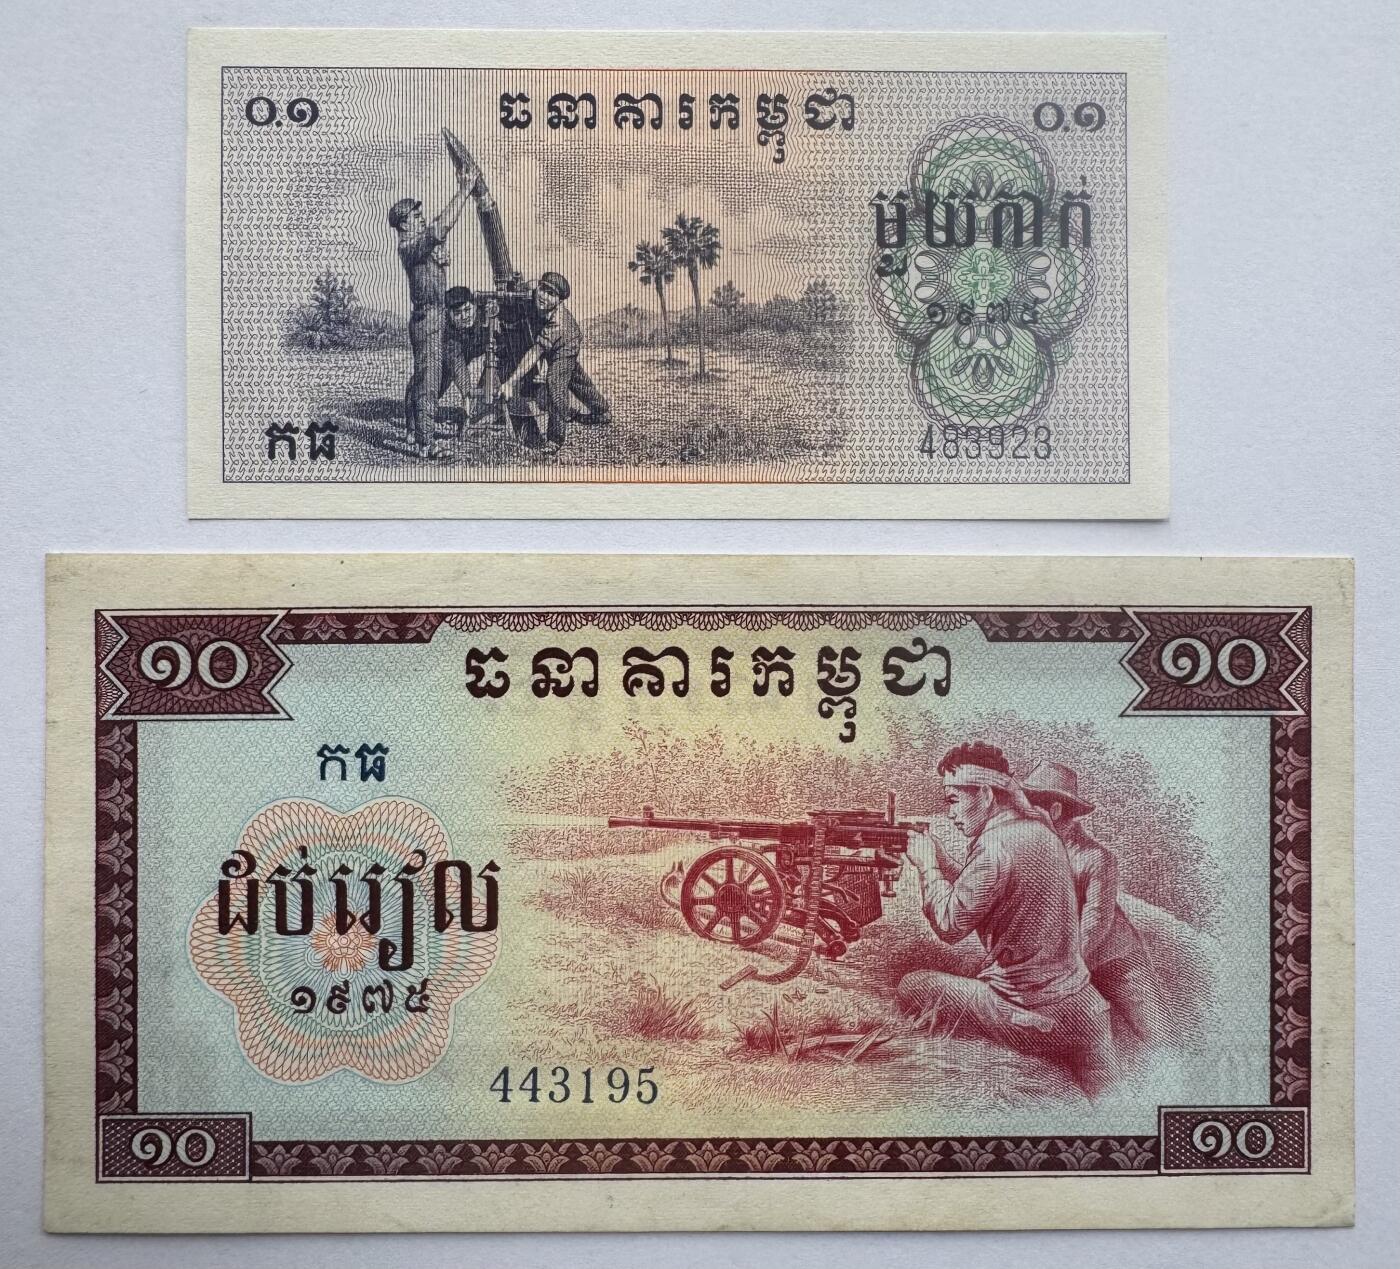 ០.១
ធនាគារកម្ពុជា
០.១
មួយកាក់
១៩៧៥
កធ
483923
១០
ធនាគារកម្ពុជា
១០
កធ
ដប់រៀល
១៩៧៥
443195
១០
១០